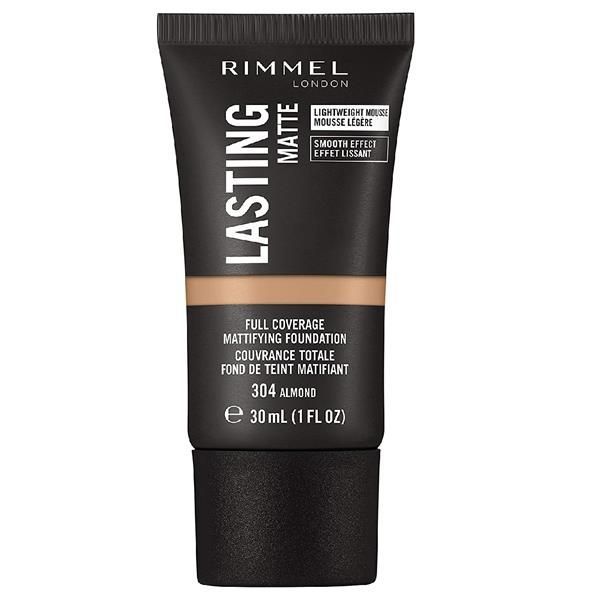 RIMMEL
LONDON
LASTING
MATTE
LIGHTWEIGHT MOUSSE
MOUSSE LÉGÈRE
SMOOTH EFFECT
EFFET LISSANT
FULL COVERAGE
MATTIFYING FOUNDATION
COUVRANCE TOTALE
FOND DE TEINT MATIFIANT
304 ALMOND
℮ 30 mL (1 FL OZ)